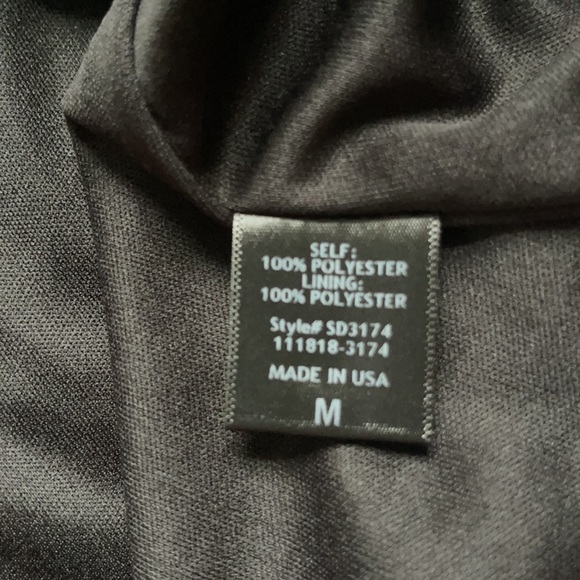 SELF:
100% POLYESTER
LINING:
100% POLYESTER
Style# SD3174
111818-3174
MADE IN USA
M